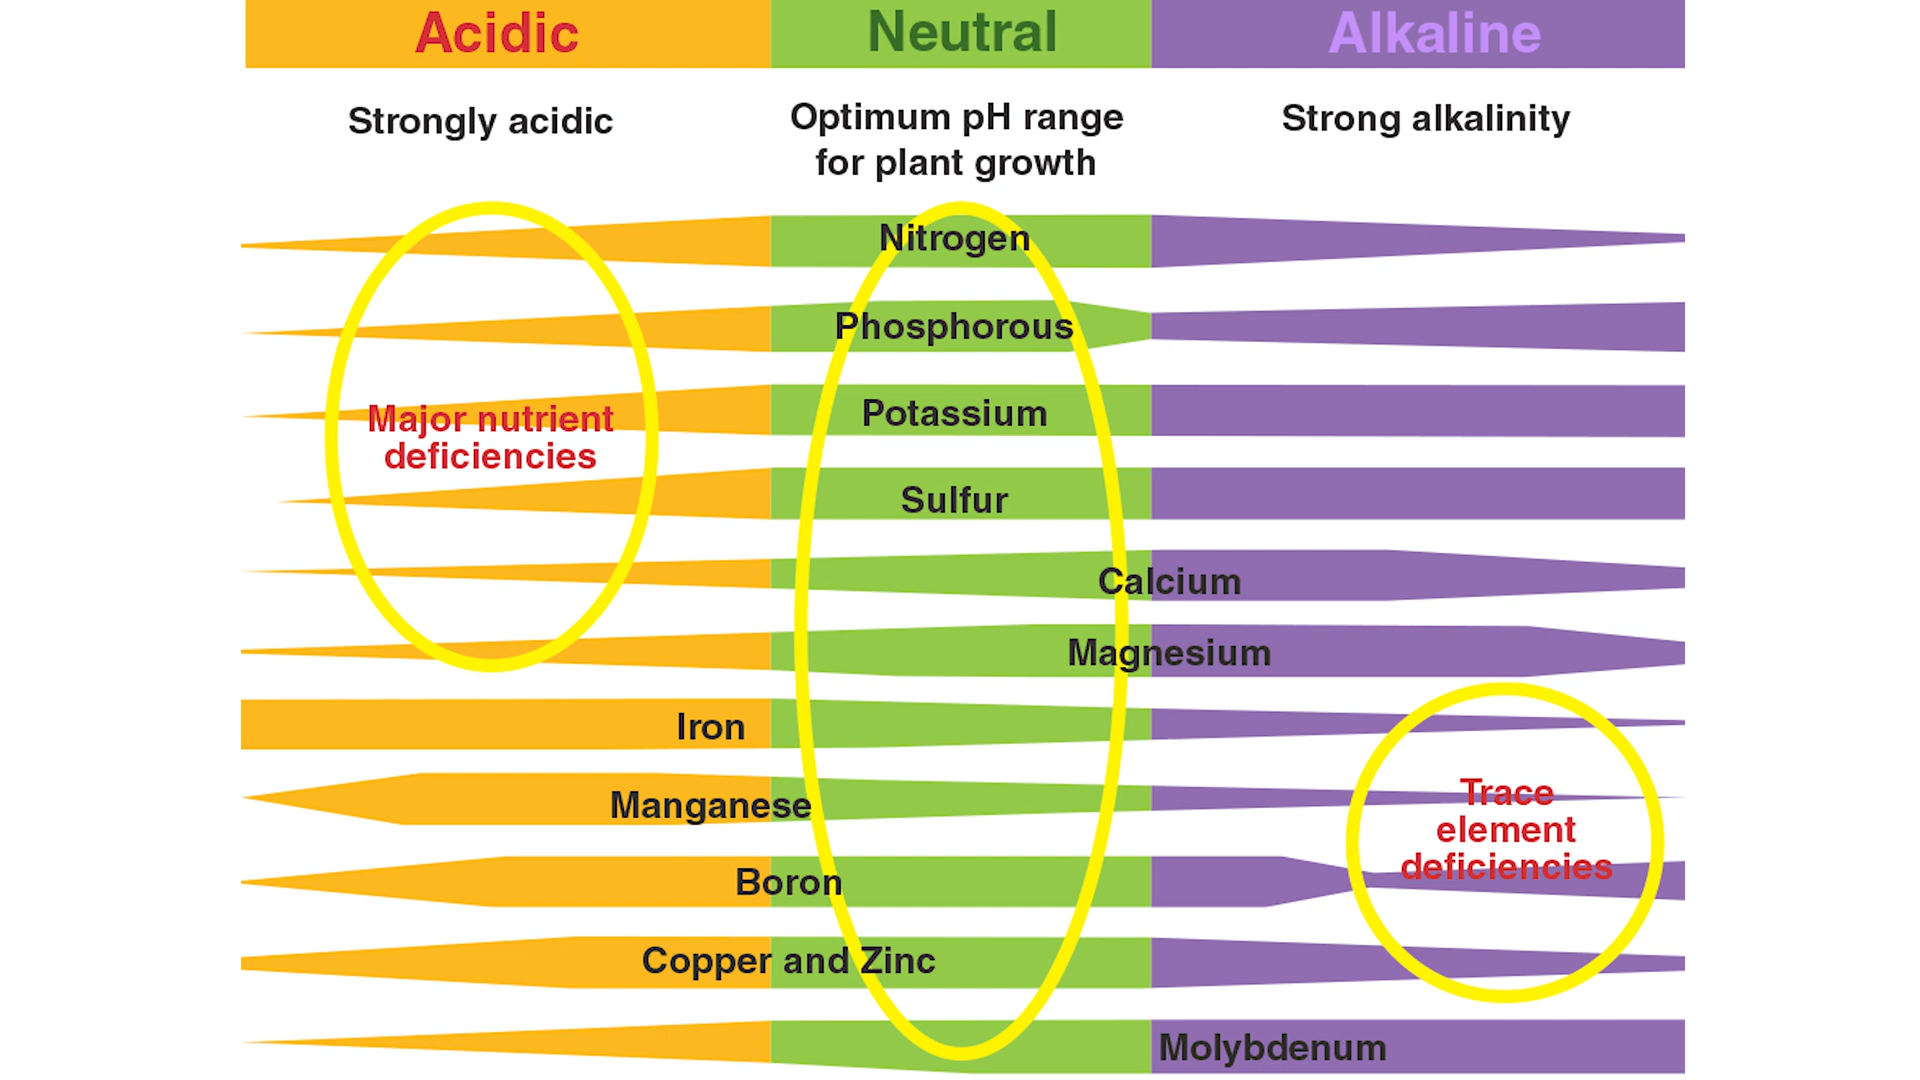 Acidic
Neutral
Alkaline
Strongly acidic
Optimum pH range
for plant growth
Strong alkalinity
Nitrogen
Phosphorous
Potassium
Major nutrient
deficiencies
Sulfur
Calcium
Magnesium
Iron
Manganese
Trace
element
deficiencies
Boron
Copper and Zinc
Molybdenum